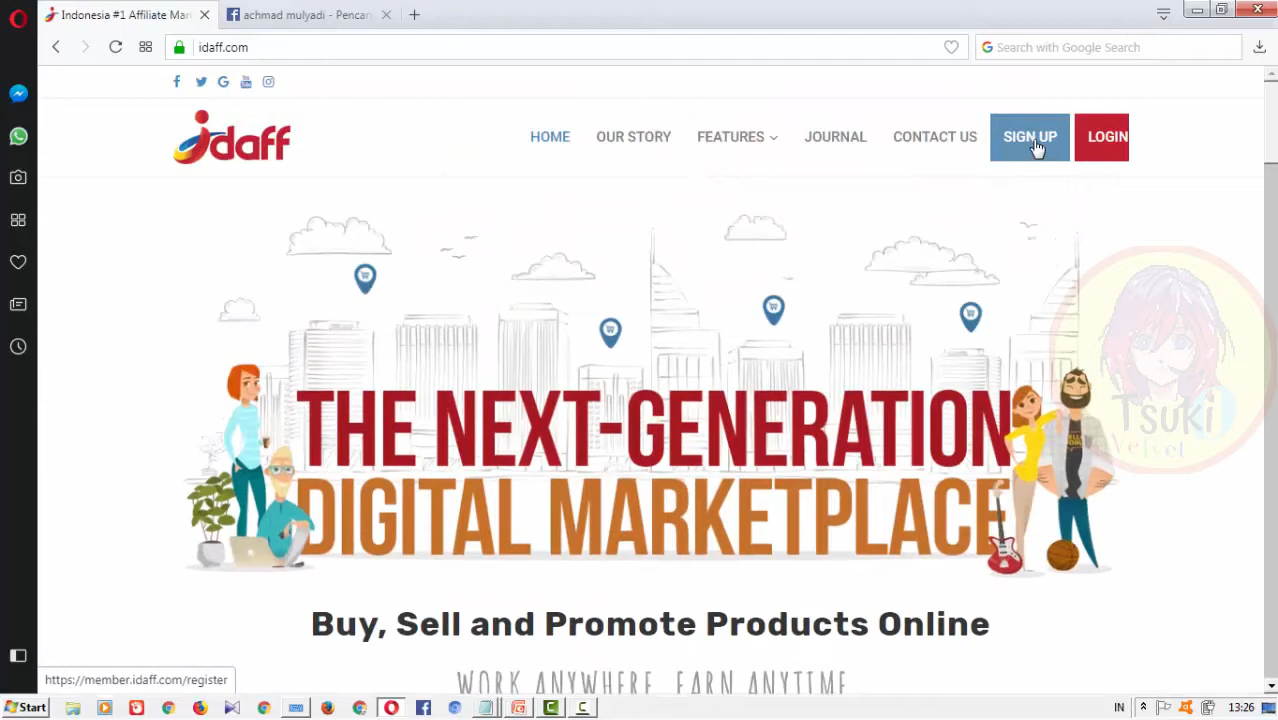 Indonesia #1 Affiliate Mar
achmad mulyadi - Pencar
idaff.com
Search with Google Search
idaff
HOME
OUR STORY
FEATURES
JOURNAL
CONTACT US
SIGN UP
LOGIN
THE NEXT-GENERATION
DIGITAL MARKETPLACE
Tsuki
Velvet
Buy, Sell and Promote Products Online
WORK ANYWHERE, EARN ANYTIME
https://member.idaff.com/register
Start
IN
13:26